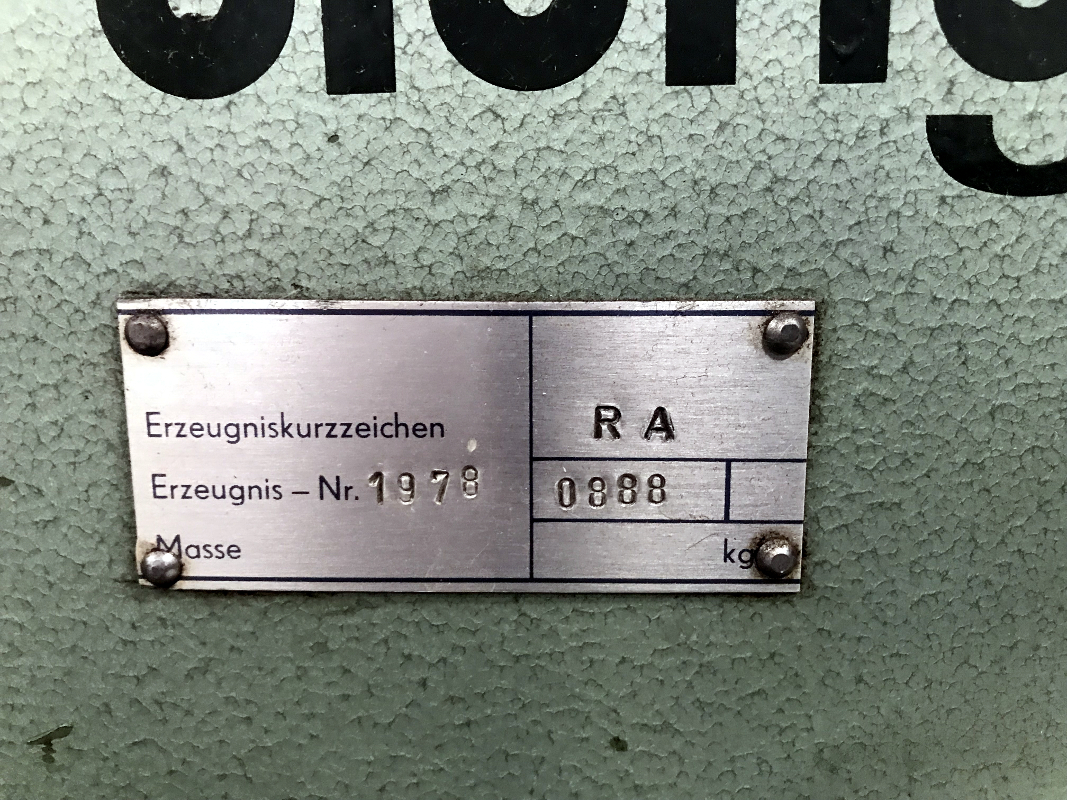 Erzeugniskurzzeichen RA
Erzeugnis – Nr. 1978 0888
Masse kg